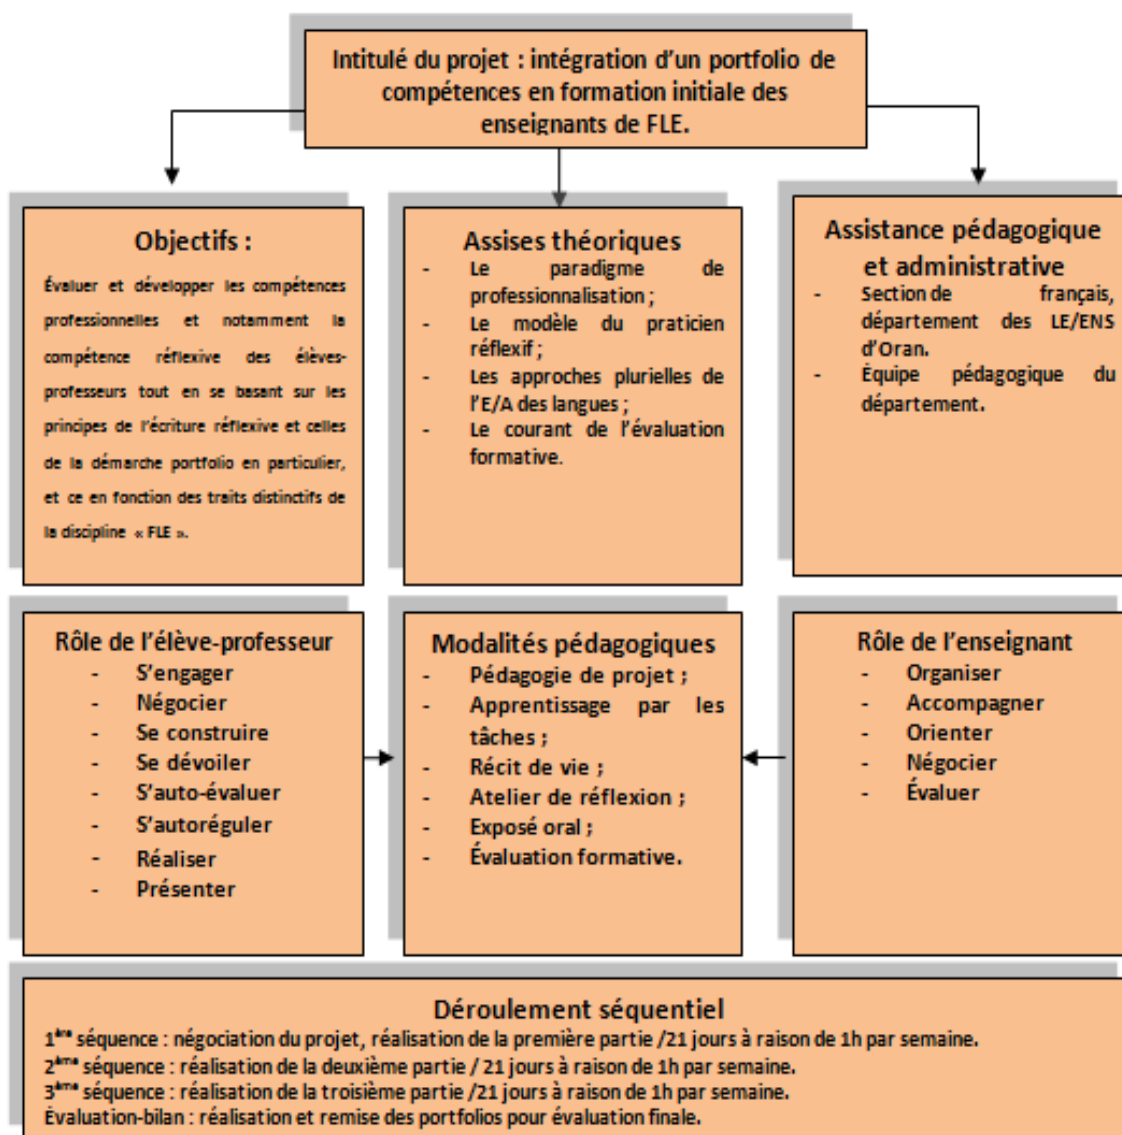 Intitulé du projet : intégration d'un portfolio de
compétences en formation initiale des
enseignants de FLE.
Objectifs :
Évaluer et développer les compétences
professionnelles et notamment la
compétence réflexive des élèves-
professeurs tout en se basant sur les
principes de l'écriture réflexive et celles
de la démarche portfolio en particulier,
et ce en fonction des traits distinctifs de
la discipline « FLE ».
Assises théoriques
- Le paradigme de
professionnalisation ;
- Le modèle du praticien
réflexif ;
- Les approches plurielles de
l'E/A des langues ;
- Le courant de l'évaluation
formative.
Assistance pédagogique
et administrative
- Section de français,
département des LE/ENS
d'Oran.
- Équipe pédagogique du
département.
Rôle de l'élève-professeur
- S'engager
- Négocier
- Se construire
- Se dévoiler
- S'auto-évaluer
- S'autoréguler
- Réaliser
- Présenter
Modalités pédagogiques
- Pédagogie de projet ;
- Apprentissage par les
tâches ;
- Récit de vie ;
- Atelier de réflexion ;
- Exposé oral ;
- Évaluation formative.
Rôle de l'enseignant
- Organiser
- Accompagner
- Orienter
- Négocier
- Évaluer
Déroulement séquentiel
1ère séquence : négociation du projet, réalisation de la première partie /21 jours à raison de 1h par semaine.
2ème séquence : réalisation de la deuxième partie / 21 jours à raison de 1h par semaine.
3ème séquence : réalisation de la troisième partie /21 jours à raison de 1h par semaine.
Évaluation-bilan : réalisation et remise des portfolios pour évaluation finale.